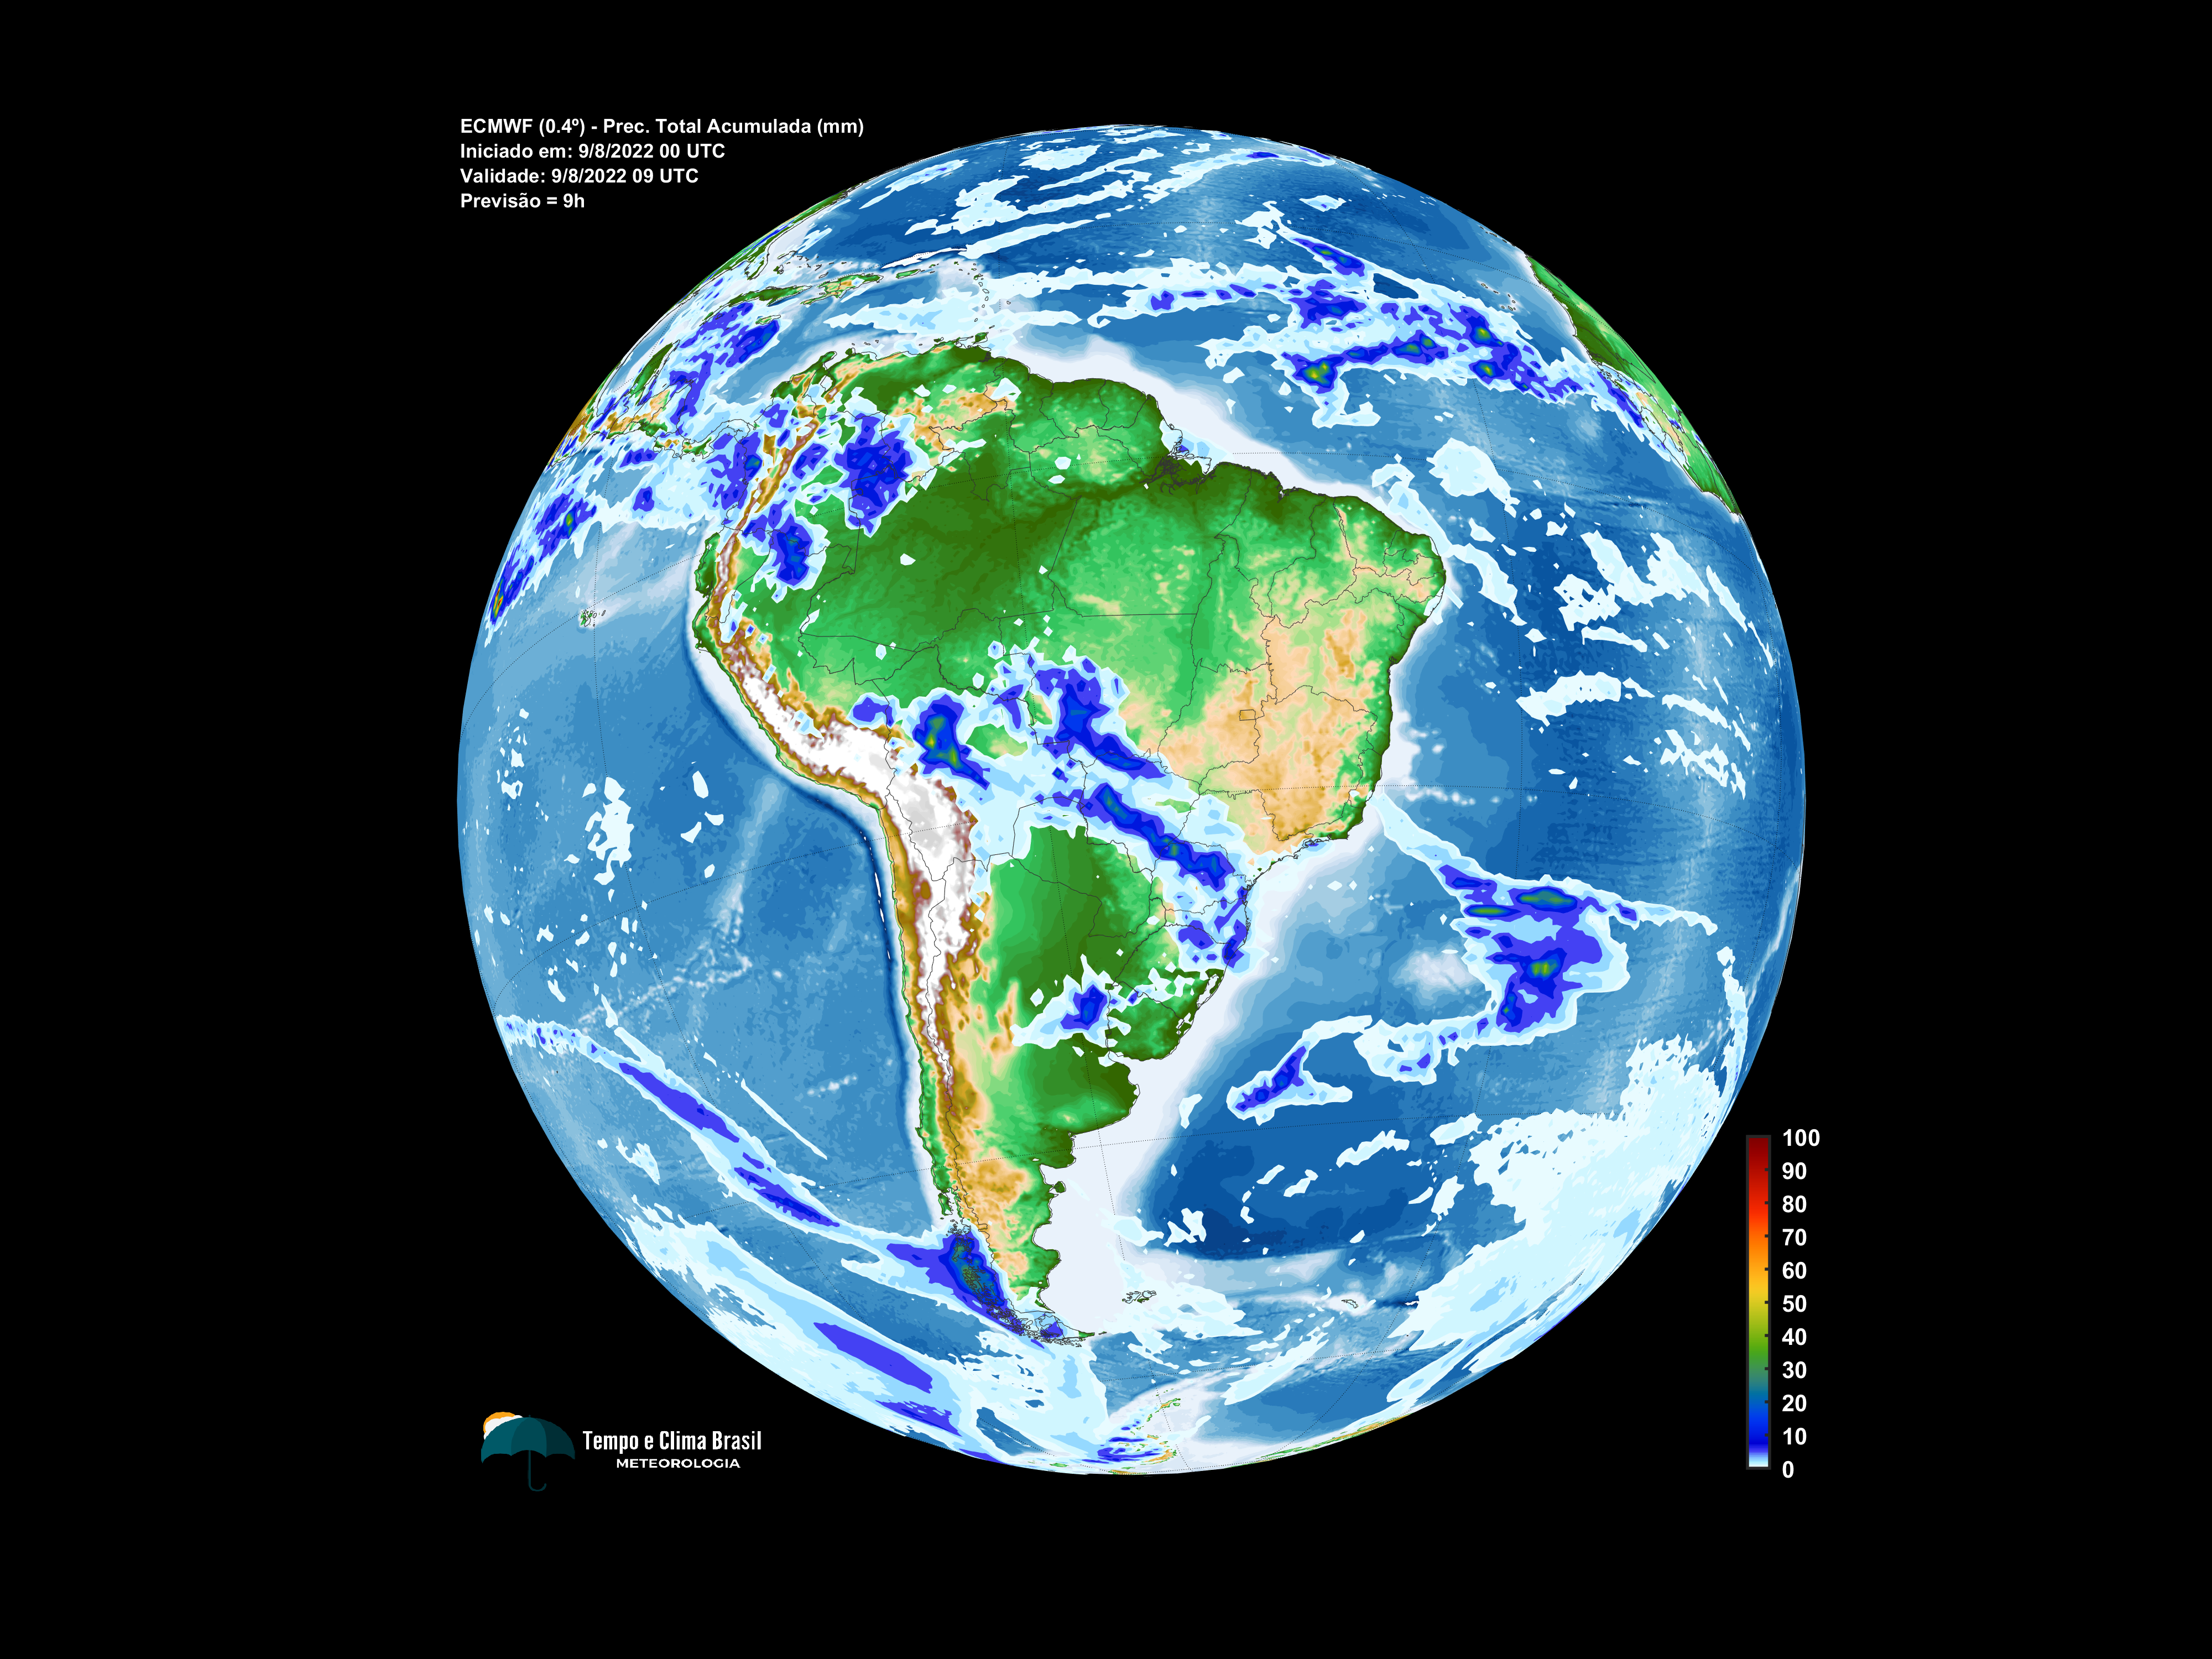 ECMWF (0.4º) - Prec. Total Acumulada (mm)
Iniciado em: 9/8/2022 00 UTC
Validade: 9/8/2022 09 UTC
Previsão = 9h
100
90
80
70
60
50
40
30
20
10
0
Tempo e Clima Brasil
METEOROLOGIA